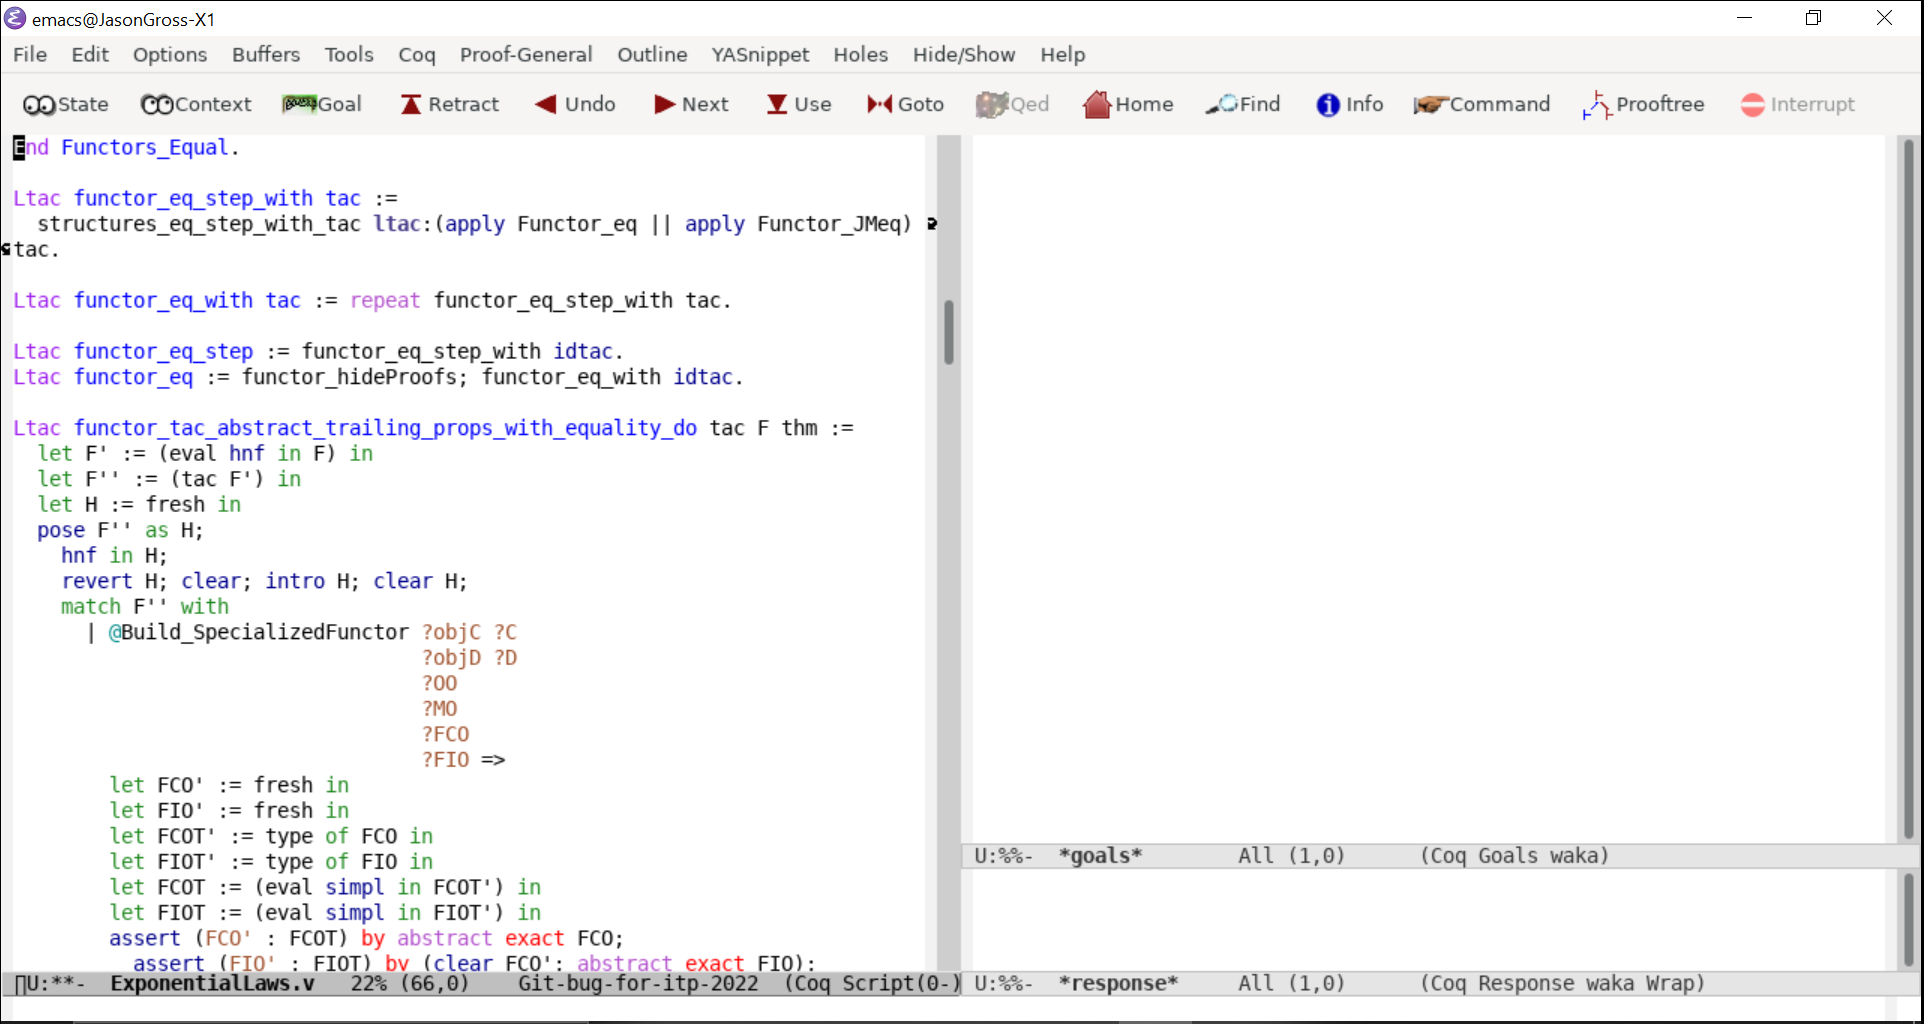 emacs@JasonGross-X1
File Edit Options Buffers Tools Coq Proof-General Outline YASnippet Holes Hide/Show Help
State Context Goal Retract Undo Next Use Goto Qed Home Find Info Command Prooftree Interrupt
End Functors_Equal.
Ltac functor_eq_step_with tac :=
  structures_eq_step_with_tac ltac:(apply Functor_eq || apply Functor_JMeq)
tac.
Ltac functor_eq_with tac := repeat functor_eq_step_with tac.
Ltac functor_eq_step := functor_eq_step_with idtac.
Ltac functor_eq := functor_hideProofs; functor_eq_with idtac.
Ltac functor_tac_abstract_trailing_props_with_equality_do tac F thm :=
  let F' := (eval hnf in F) in
  let F'' := (tac F') in
  let H := fresh in
  pose F'' as H;
    hnf in H;
    revert H; clear; intro H; clear H;
    match F'' with
      | @Build_SpecializedFunctor ?objC ?C
                                  ?objD ?D
                                  ?OO
                                  ?MO
                                  ?FCO
                                  ?FIO =>
        let FCO' := fresh in
        let FIO' := fresh in
        let FCOT' := type of FCO in
        let FIOT' := type of FIO in
        let FCOT := (eval simpl in FCOT') in
        let FIOT := (eval simpl in FIOT') in
        assert (FCO' : FCOT) by abstract exact FCO;
          assert (FIO' : FIOT) by (clear FCO'; abstract exact FIO);
U:**-  ExponentialLaws.v   22% (66,0)    Git-bug-for-itp-2022  (Coq Script(0-)
U:%%-  *goals*        All (1,0)      (Coq Goals waka)
U:%%-  *response*     All (1,0)      (Coq Response waka Wrap)